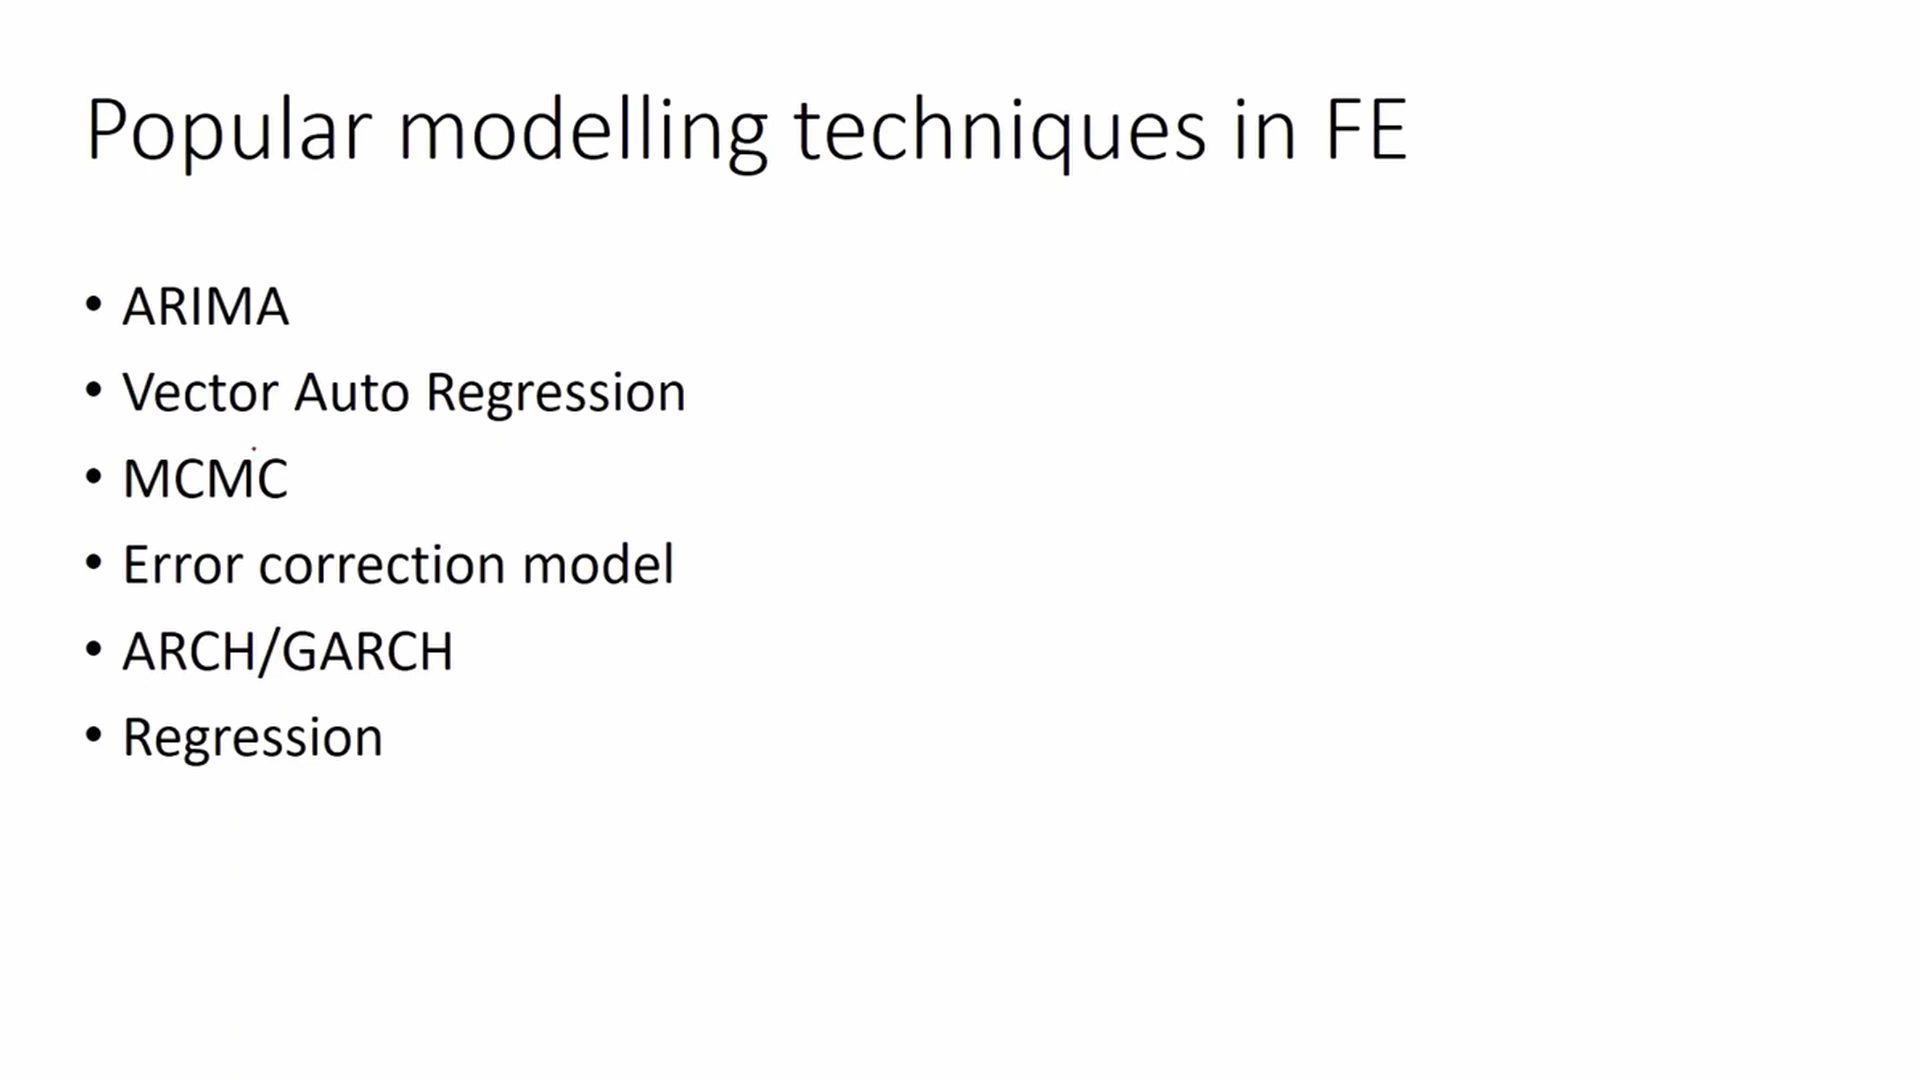 Popular modelling techniques in FE
• ARIMA
• Vector Auto Regression
• MCMC
• Error correction model
• ARCH/GARCH
• Regression